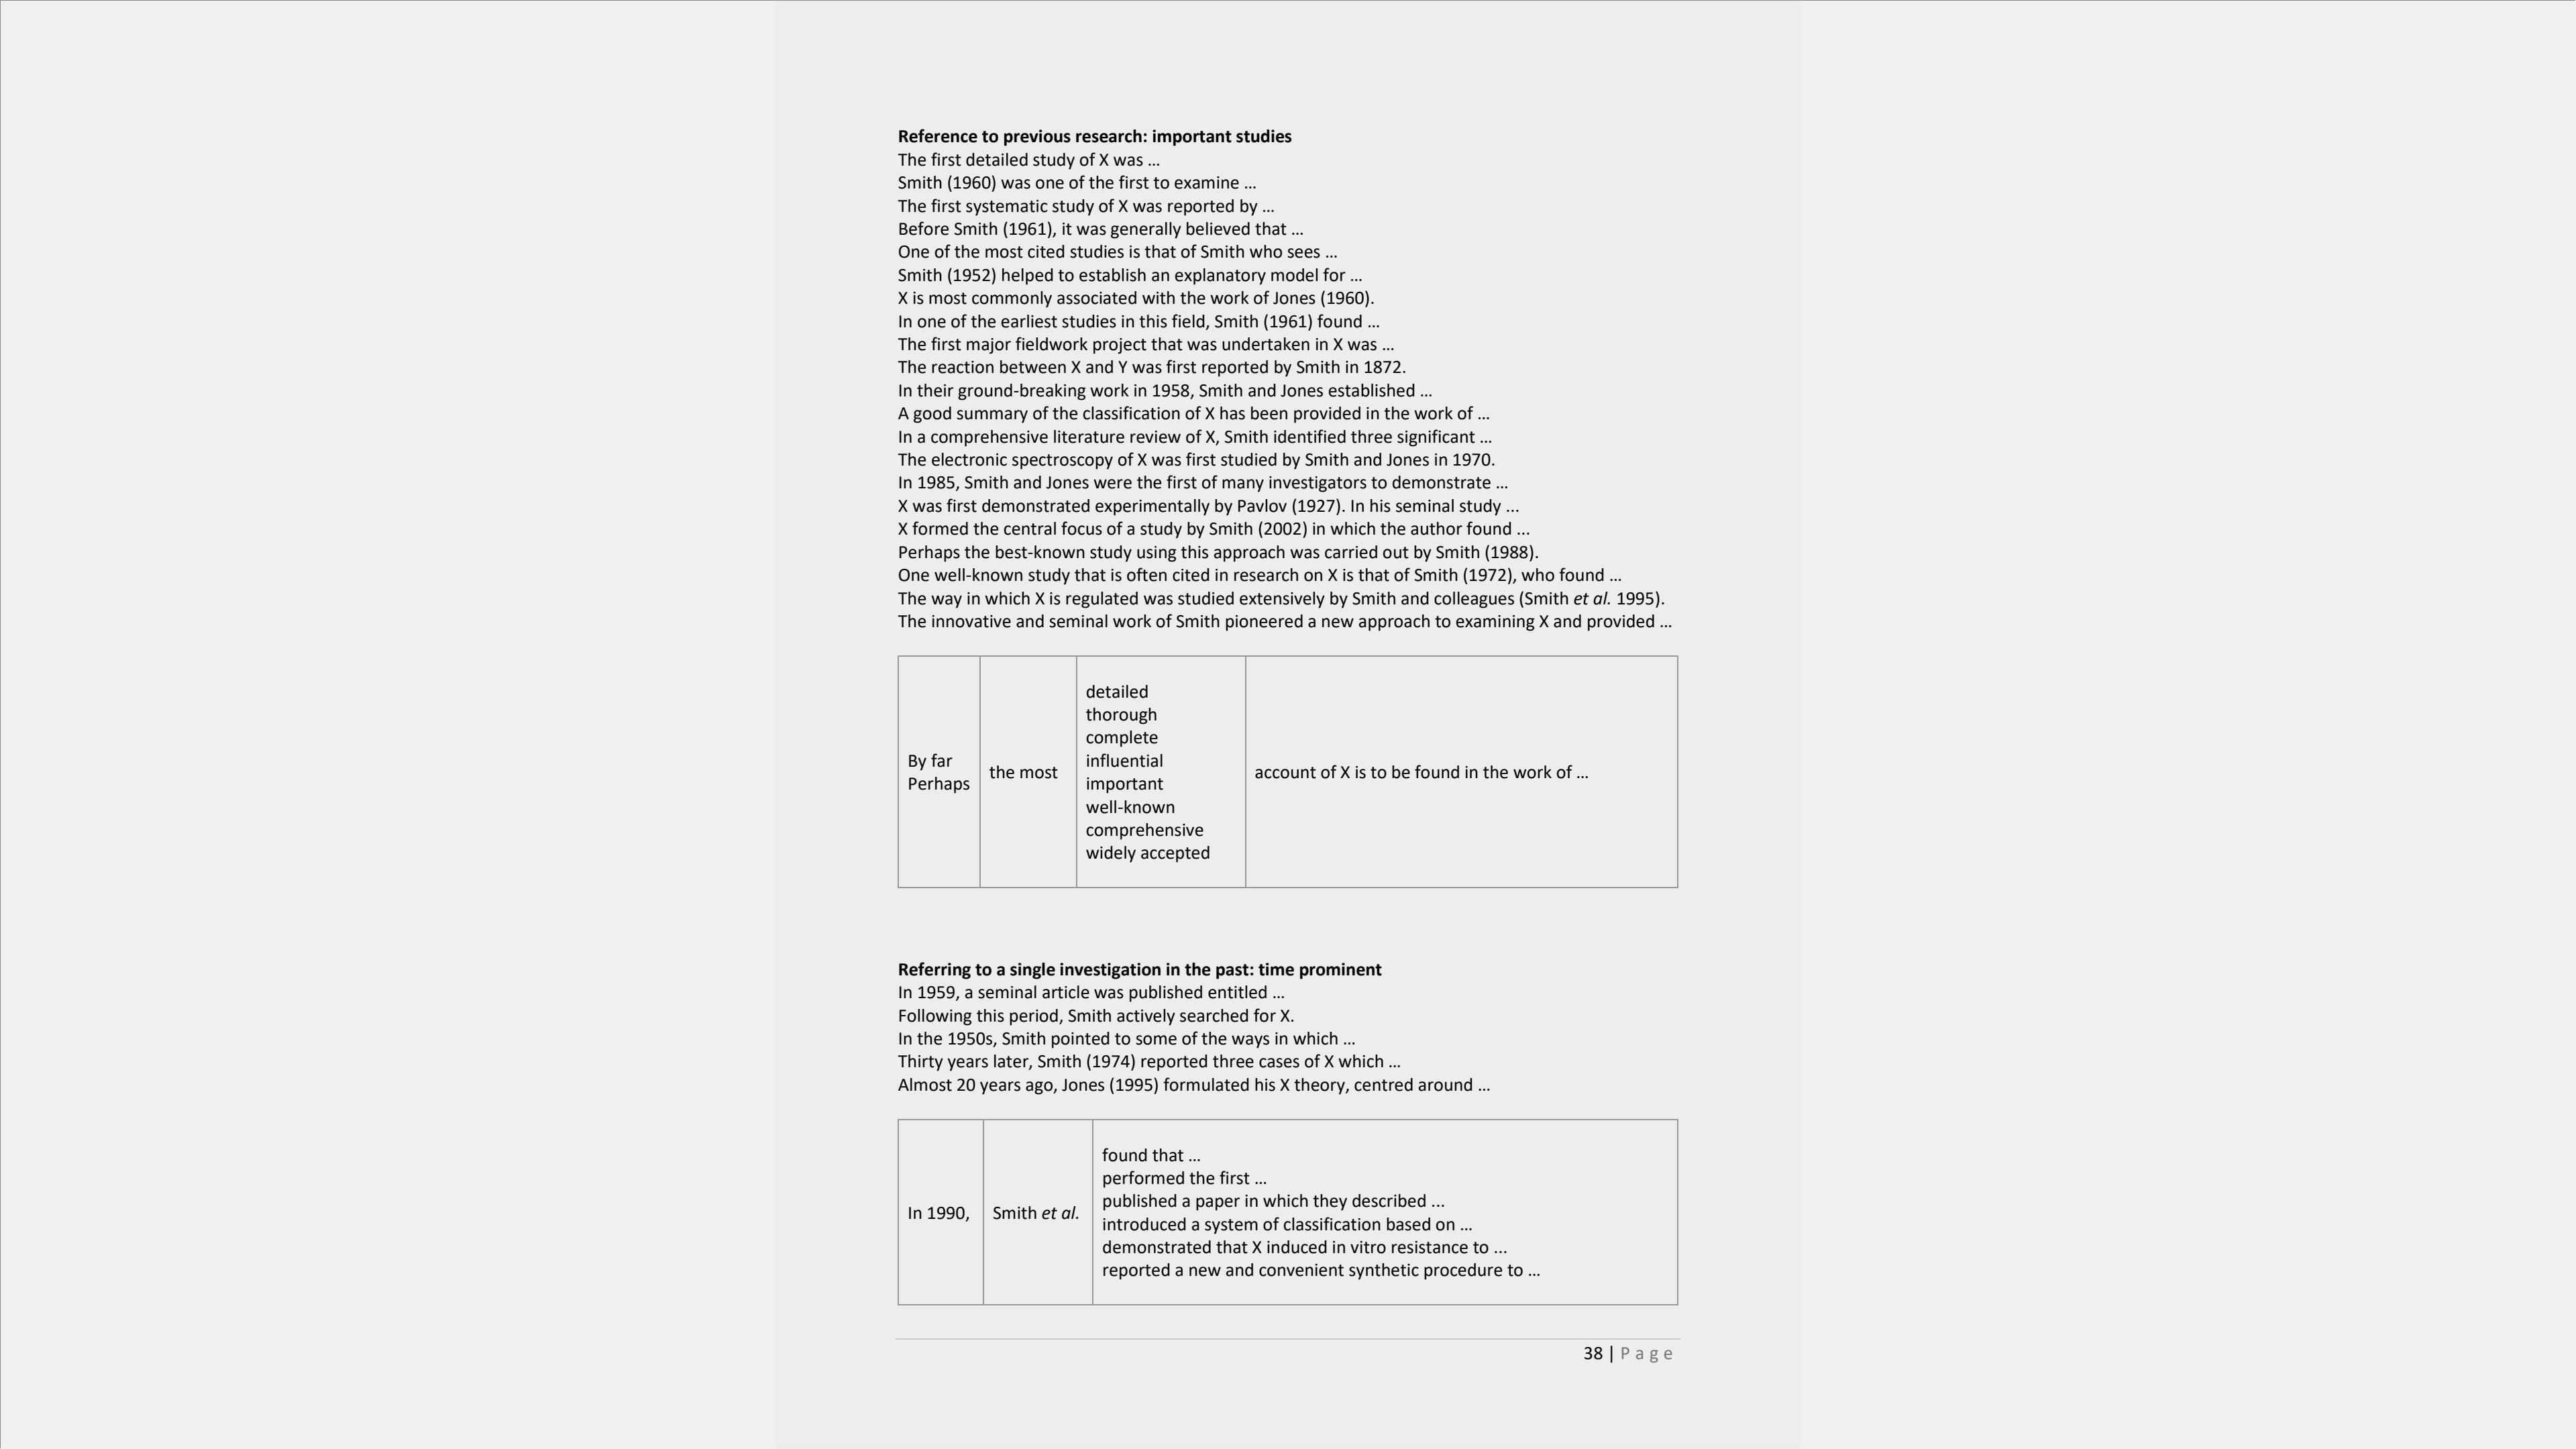 Reference to previous research: important studies
The first detailed study of X was …
Smith (1960) was one of the first to examine …
The first systematic study of X was reported by …
Before Smith (1961), it was generally believed that …
One of the most cited studies is that of Smith who sees …
Smith (1952) helped to establish an explanatory model for …
X is most commonly associated with the work of Jones (1960).
In one of the earliest studies in this field, Smith (1961) found …
The first major fieldwork project that was undertaken in X was …
The reaction between X and Y was first reported by Smith in 1872.
In their ground-breaking work in 1958, Smith and Jones established …
A good summary of the classification of X has been provided in the work of …
In a comprehensive literature review of X, Smith identified three significant …
The electronic spectroscopy of X was first studied by Smith and Jones in 1970.
In 1985, Smith and Jones were the first of many investigators to demonstrate …
X was first demonstrated experimentally by Pavlov (1927). In his seminal study ...
X formed the central focus of a study by Smith (2002) in which the author found ...
Perhaps the best-known study using this approach was carried out by Smith (1988).
One well-known study that is often cited in research on X is that of Smith (1972), who found …
The way in which X is regulated was studied extensively by Smith and colleagues (Smith et al. 1995).
The innovative and seminal work of Smith pioneered a new approach to examining X and provided …
By far
Perhaps
the most
detailed
thorough
complete
influential
important
well-known
comprehensive
widely accepted
account of X is to be found in the work of …
Referring to a single investigation in the past: time prominent
In 1959, a seminal article was published entitled …
Following this period, Smith actively searched for X.
In the 1950s, Smith pointed to some of the ways in which …
Thirty years later, Smith (1974) reported three cases of X which …
Almost 20 years ago, Jones (1995) formulated his X theory, centred around …
In 1990,
Smith et al.
found that …
performed the first …
published a paper in which they described ...
introduced a system of classification based on …
demonstrated that X induced in vitro resistance to ...
reported a new and convenient synthetic procedure to …
38 | Page